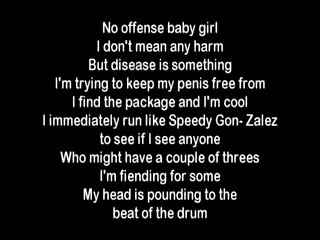 No offense baby girl
I don't mean any harm
But disease is something
I'm trying to keep my penis free from
I find the package and I'm cool
I immediately run like Speedy Gon- Zalez
to see if I see anyone
Who might have a couple of threes
I'm fiending for some
My head is pounding to the
beat of the drum